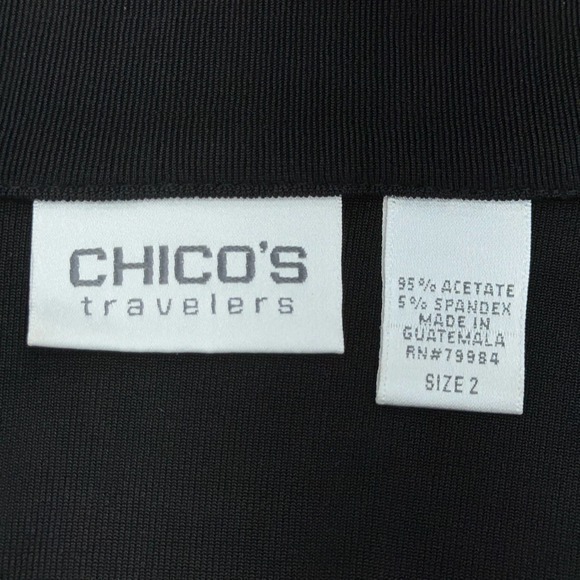 CHICO'S
travelers
95% ACETATE
5% SPANDEX
MADE IN
GUATEMALA
RN#79984
SIZE 2